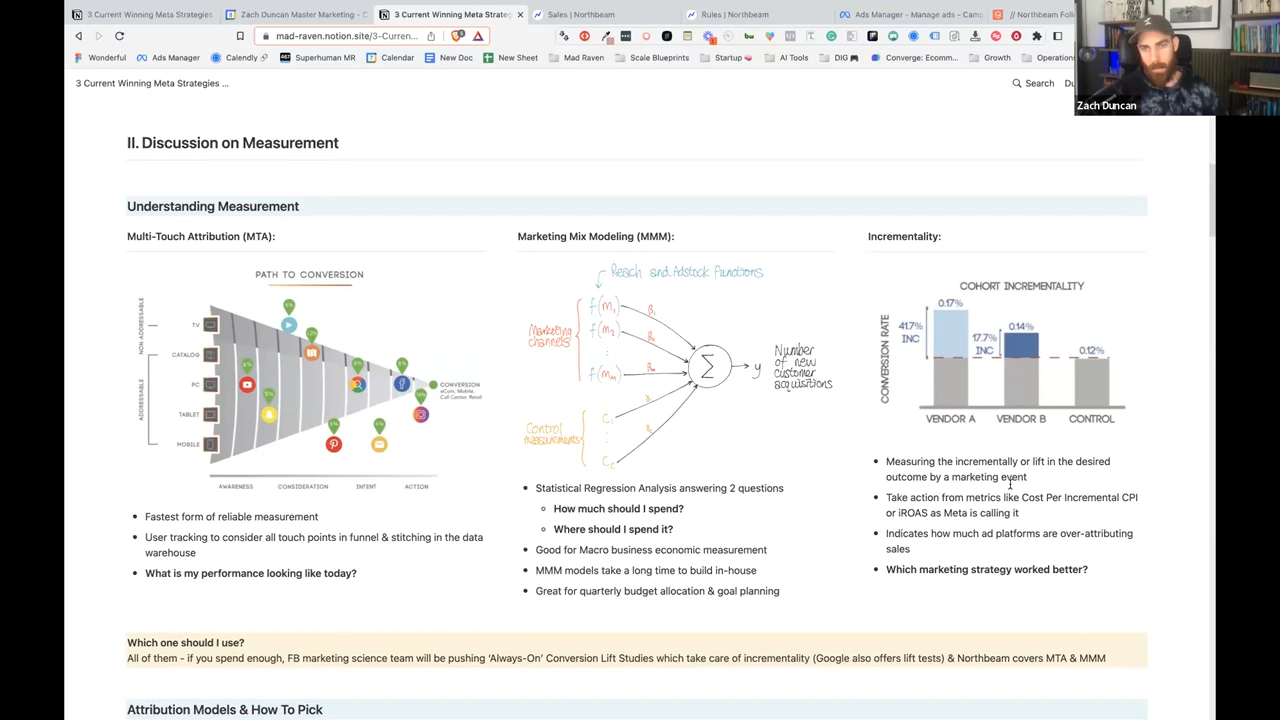 3 Current Winning Meta Strategies
Zach Duncan Master Marketing - C
3 Current Winning Meta Strateg
Sales | Northbeam
Rules | Northbeam
Ads Manager - Manage ads - Camp
// Northbeam Follo
mad-raven.notion.site/3-Curren...
Wonderful
Ads Manager
Calendly
Superhuman MR
Calendar
New Doc
New Sheet
Mad Raven
Scale Blueprints
Startup
AI Tools
DIG
Converge: Ecomm...
Growth
Operations
3 Current Winning Meta Strategies ...
Search
Du
Zach Duncan
II. Discussion on Measurement
Understanding Measurement
Multi-Touch Attribution (MTA):
PATH TO CONVERSION
NON ADDRESSABLE
ADDRESSABLE
TV
CATALOG
PC
TABLET
MOBILE
CONVERSION
eCom, Mobile,
Call Center, Retail
AWARENESS
CONSIDERATION
INTENT
ACTION
Fastest form of reliable measurement
User tracking to consider all touch points in funnel & stitching in the data
warehouse
What is my performance looking like today?
Marketing Mix Modeling (MMM):
Reach and Adstock functions
Marketing
channels
f(m1)
f(m2)
f(mm)
Control
measurements
Σ
y
Number
of new
customer
acquisitions
Statistical Regression Analysis answering 2 questions
How much should I spend?
Where should I spend it?
Good for Macro business economic measurement
MMM models take a long time to build in-house
Great for quarterly budget allocation & goal planning
Incrementality:
COHORT INCREMENTALITY
CONVERSION RATE
0.17%
41.7%
INC
17.7%
INC
0.14%
0.12%
VENDOR A
VENDOR B
CONTROL
Measuring the incrementally or lift in the desired
outcome by a marketing event
Take action from metrics like Cost Per Incremental CPI
or iROAS as Meta is calling it
Indicates how much ad platforms are over-attributing
sales
Which marketing strategy worked better?
Which one should I use?
All of them - if you spend enough, FB marketing science team will be pushing ‘Always-On’ Conversion Lift Studies which take care of incrementality (Google also offers lift tests) & Northbeam covers MTA & MMM
Attribution Models & How To Pick